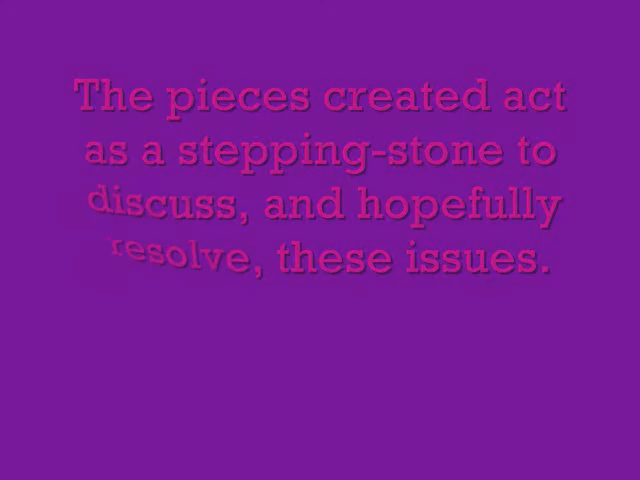 The pieces created act
as a stepping-stone to
discuss, and hopefully
resolve, these issues.